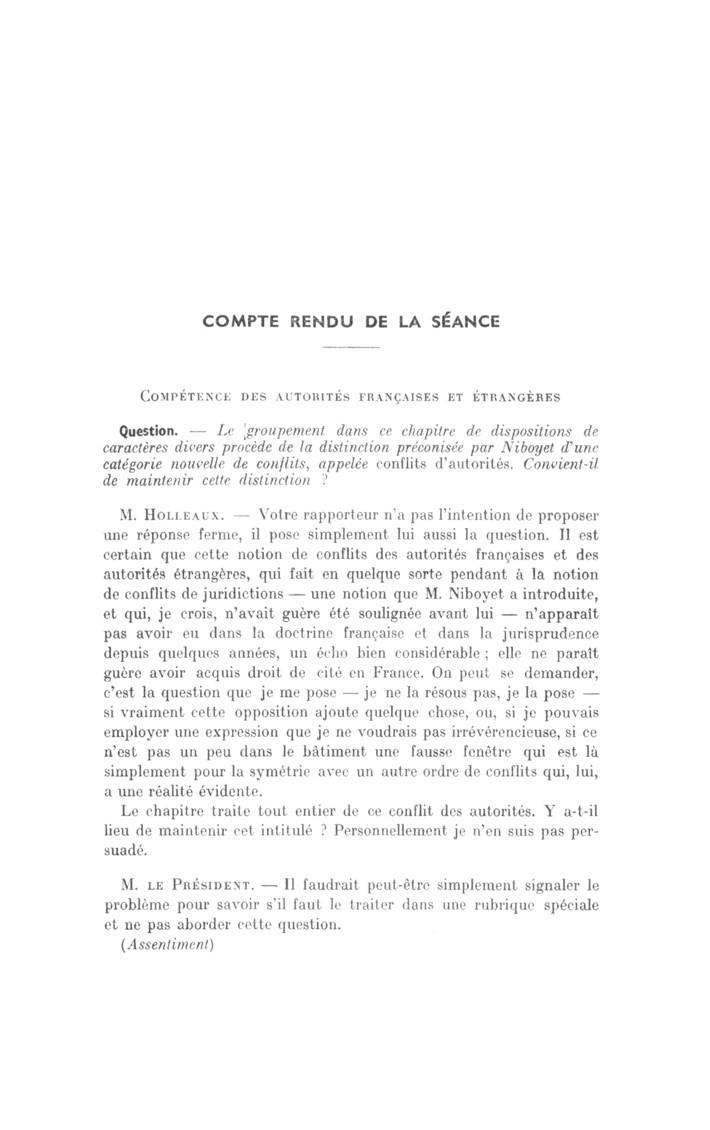 COMPTE RENDU DE LA SÉANCE
COMPÉTENCE DES AUTORITÉS FRANÇAISES ET ÉTRANGÈRES
Question. — Le groupement dans ce chapitre de dispositions de
caractères divers procède de la distinction préconisée par Niboyet d'une
catégorie nouvelle de conflits, appelée conflits d'autorités. Convient-il
de maintenir cette distinction ?
M. HOLLEAUX. — Votre rapporteur n'a pas l'intention de proposer
une réponse ferme, il pose simplement lui aussi la question. Il est
certain que cette notion de conflits des autorités françaises et des
autorités étrangères, qui fait en quelque sorte pendant à la notion
de conflits de juridictions — une notion que M. Niboyet a introduite,
et qui, je crois, n'avait guère été soulignée avant lui — n'apparaît
pas avoir eu dans la doctrine française et dans la jurisprudence
depuis quelques années, un écho bien considérable ; elle ne paraît
guère avoir acquis droit de cité en France. On peut se demander,
c'est la question que je me pose — je ne la résous pas, je la pose —
si vraiment cette opposition ajoute quelque chose, ou, si je pouvais
employer une expression que je ne voudrais pas irrévérencieuse, si ce
n'est pas un peu dans le bâtiment une fausse fenêtre qui est là
simplement pour la symétrie avec un autre ordre de conflits qui, lui,
a une réalité évidente.
Le chapitre traite tout entier de ce conflit des autorités. Y a-t-il
lieu de maintenir cet intitulé ? Personnellement je n'en suis pas per-
suadé.
M. LE PRÉSIDENT. — Il faudrait peut-être simplement signaler le
problème pour savoir s'il faut le traiter dans une rubrique spéciale
et ne pas aborder cette question.
(Assentiment)